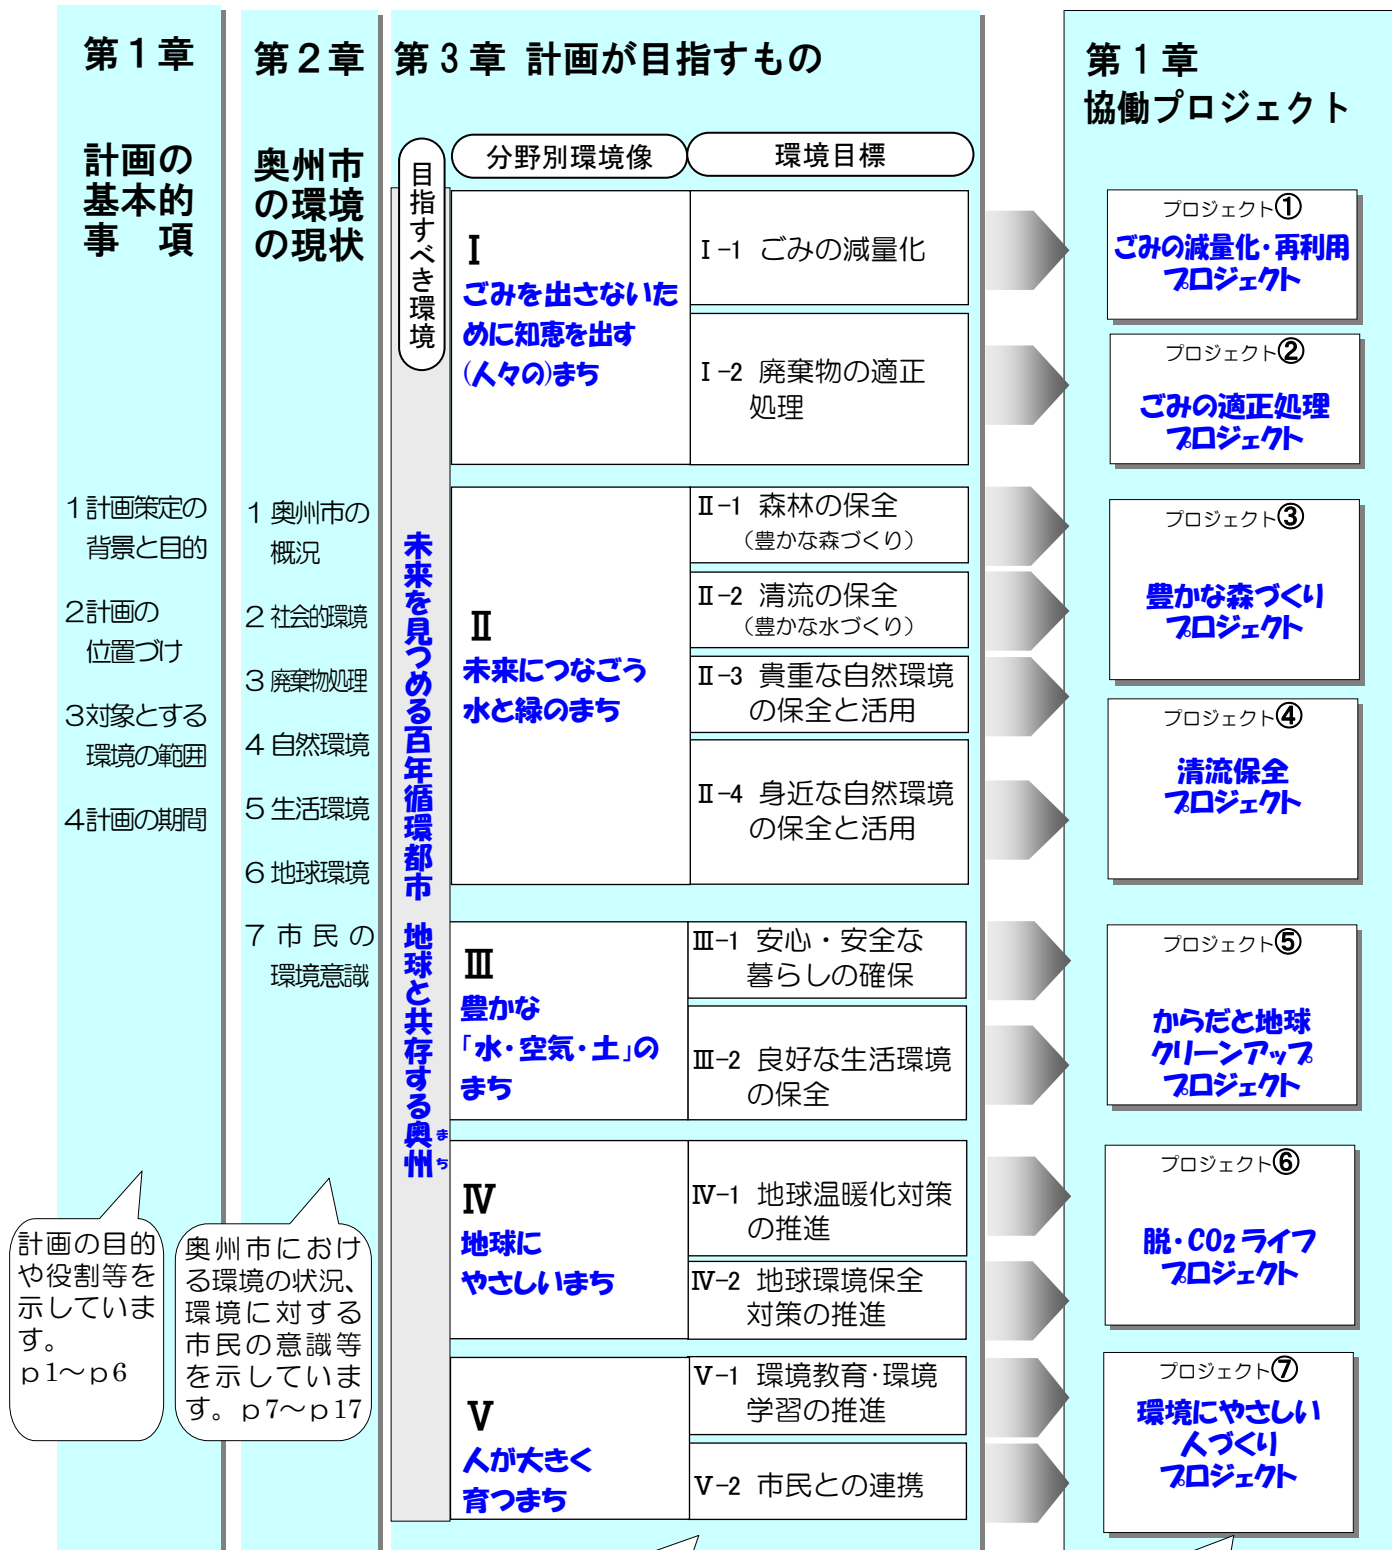 第１章
計画の
基本的
事　項
１計画策定の
背景と目的
２計画の
位置づけ
３対象とする
環境の範囲
４計画の期間
計画の目的
や役割等を
示していま
す。
ｐ1～ｐ6
第２章
奥州市
の環境
の現状
１ 奥州市の
概況
２ 社会的環境
３ 廃棄物処理
４ 自然環境
５ 生活環境
６ 地球環境
７ 市 民 の
環境意識
奥州市におけ
る環境の状況、
環境に対する
市民の意識等
を示していま
す。ｐ7～ｐ17
第３章 計画が目指すもの
目指すべき環境
未来を見つめる百年循環都市 地球と共存する奥州
まち
分野別環境像
環境目標
Ⅰ
ごみを出さないた
めに知恵を出す
(人々の)まち
Ⅰ-1 ごみの減量化
Ⅰ-2 廃棄物の適正
処理
Ⅱ
未来につなごう
水と緑のまち
Ⅱ-1 森林の保全
（豊かな森づくり）
Ⅱ-2 清流の保全
（豊かな水づくり）
Ⅱ-3 貴重な自然環境
の保全と活用
Ⅱ-4 身近な自然環境
の保全と活用
Ⅲ
豊かな
「水・空気・土」の
まち
Ⅲ-1 安心・安全な
暮らしの確保
Ⅲ-2 良好な生活環境
の保全
Ⅳ
地球に
やさしいまち
Ⅳ-1 地球温暖化対策
の推進
Ⅳ-2 地球環境保全
対策の推進
Ⅴ
人が大きく
育つまち
Ⅴ-1 環境教育・環境
学習の推進
Ⅴ-2 市民との連携
第１章
協働プロジェクト
プロジェクト①
ごみの減量化・再利用
プロジェクト
プロジェクト②
ごみの適正処理
プロジェクト
プロジェクト③
豊かな森づくり
プロジェクト
プロジェクト④
清流保全
プロジェクト
プロジェクト⑤
からだと地球
クリーンアップ
プロジェクト
プロジェクト⑥
脱・CO₂ライフ
プロジェクト
プロジェクト⑦
環境にやさしい
人づくり
プロジェクト